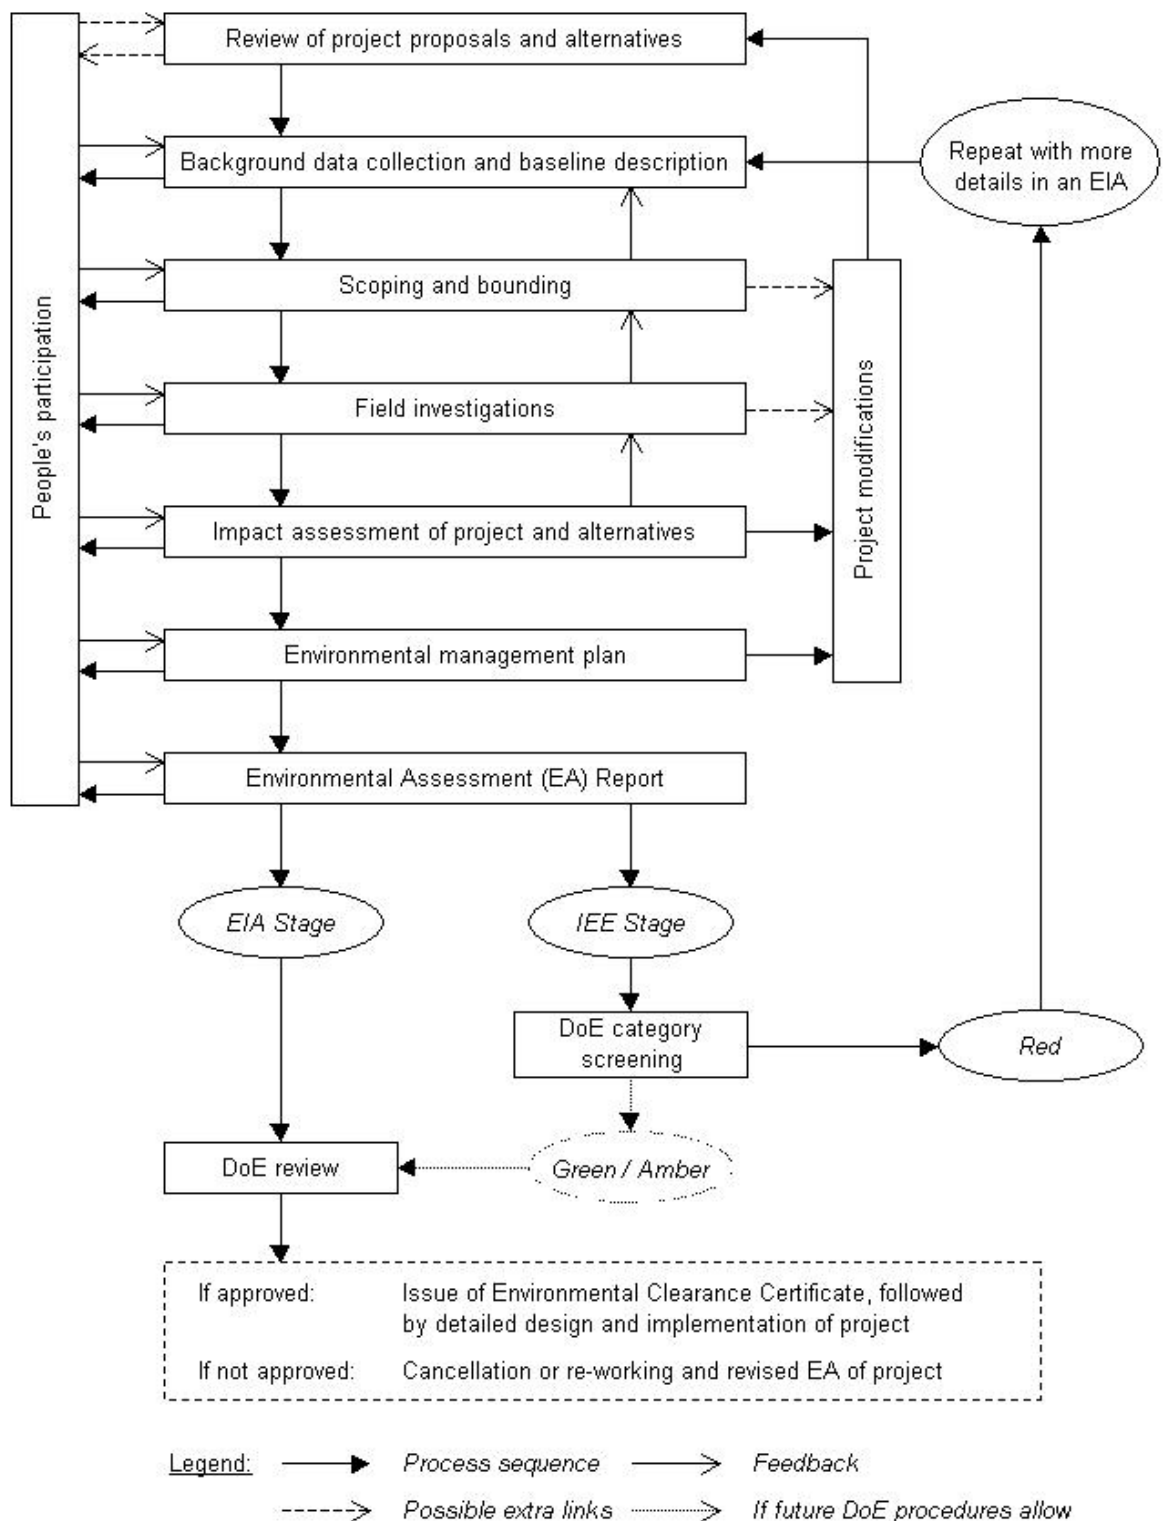 Review of project proposals and alternatives
Background data collection and baseline description
Repeat with more
details in an EIA
Scoping and bounding
People's participation
Project modifications
Field investigations
Impact assessment of project and alternatives
Environmental management plan
Environmental Assessment (EA) Report
EIA Stage
IEE Stage
DoE category
screening
Red
DoE review
Green / Amber
If approved: Issue of Environmental Clearance Certificate, followed
by detailed design and implementation of project
If not approved: Cancellation or re-working and revised EA of project
Legend: Process sequence Feedback
Possible extra links If future DoE procedures allow